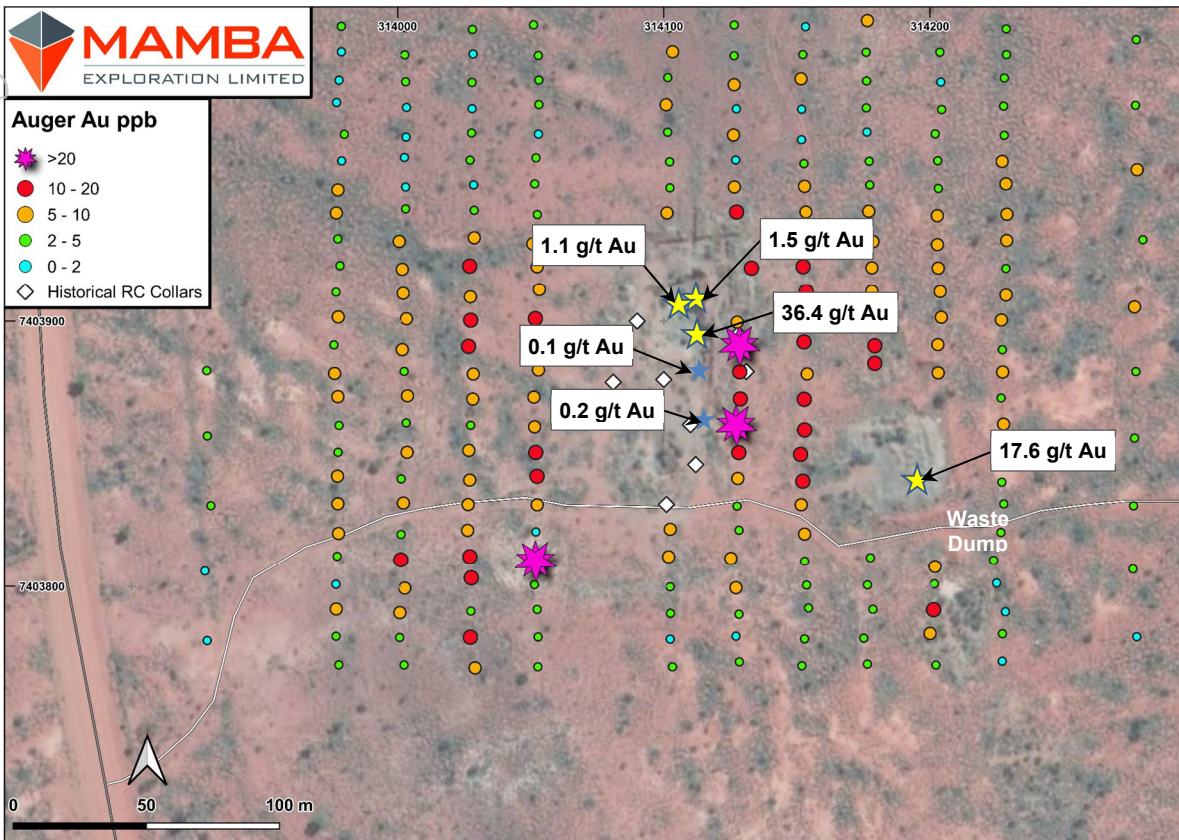 314000
314100
314200
MAMBA
EXPLORATION LIMITED
Auger Au ppb
>20
10 - 20
5 - 10
2 - 5
0 - 2
Historical RC Collars
1.1 g/t Au
1.5 g/t Au
36.4 g/t Au
7403900
0.1 g/t Au
0.2 g/t Au
17.6 g/t Au
Waste
Dump
7403800
0
50
100 m